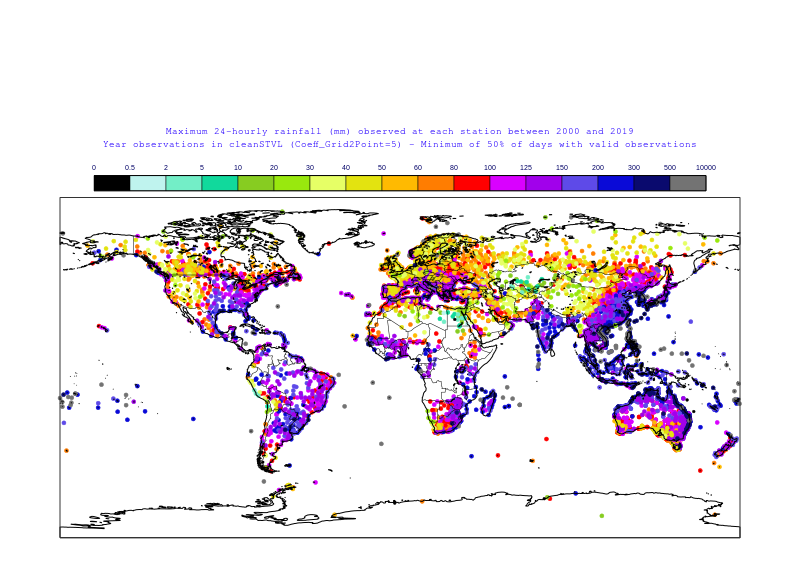 Maximum 24-hourly rainfall (mm) observed at each station between 2000 and 2019
Year observations in cleanSTVL (Coeff_Grid2Point=5) - Minimum of 50% of days with valid observations
0 0.5 2 5 10 20 30 40 60 80 100 125 150 200 300 500 10000